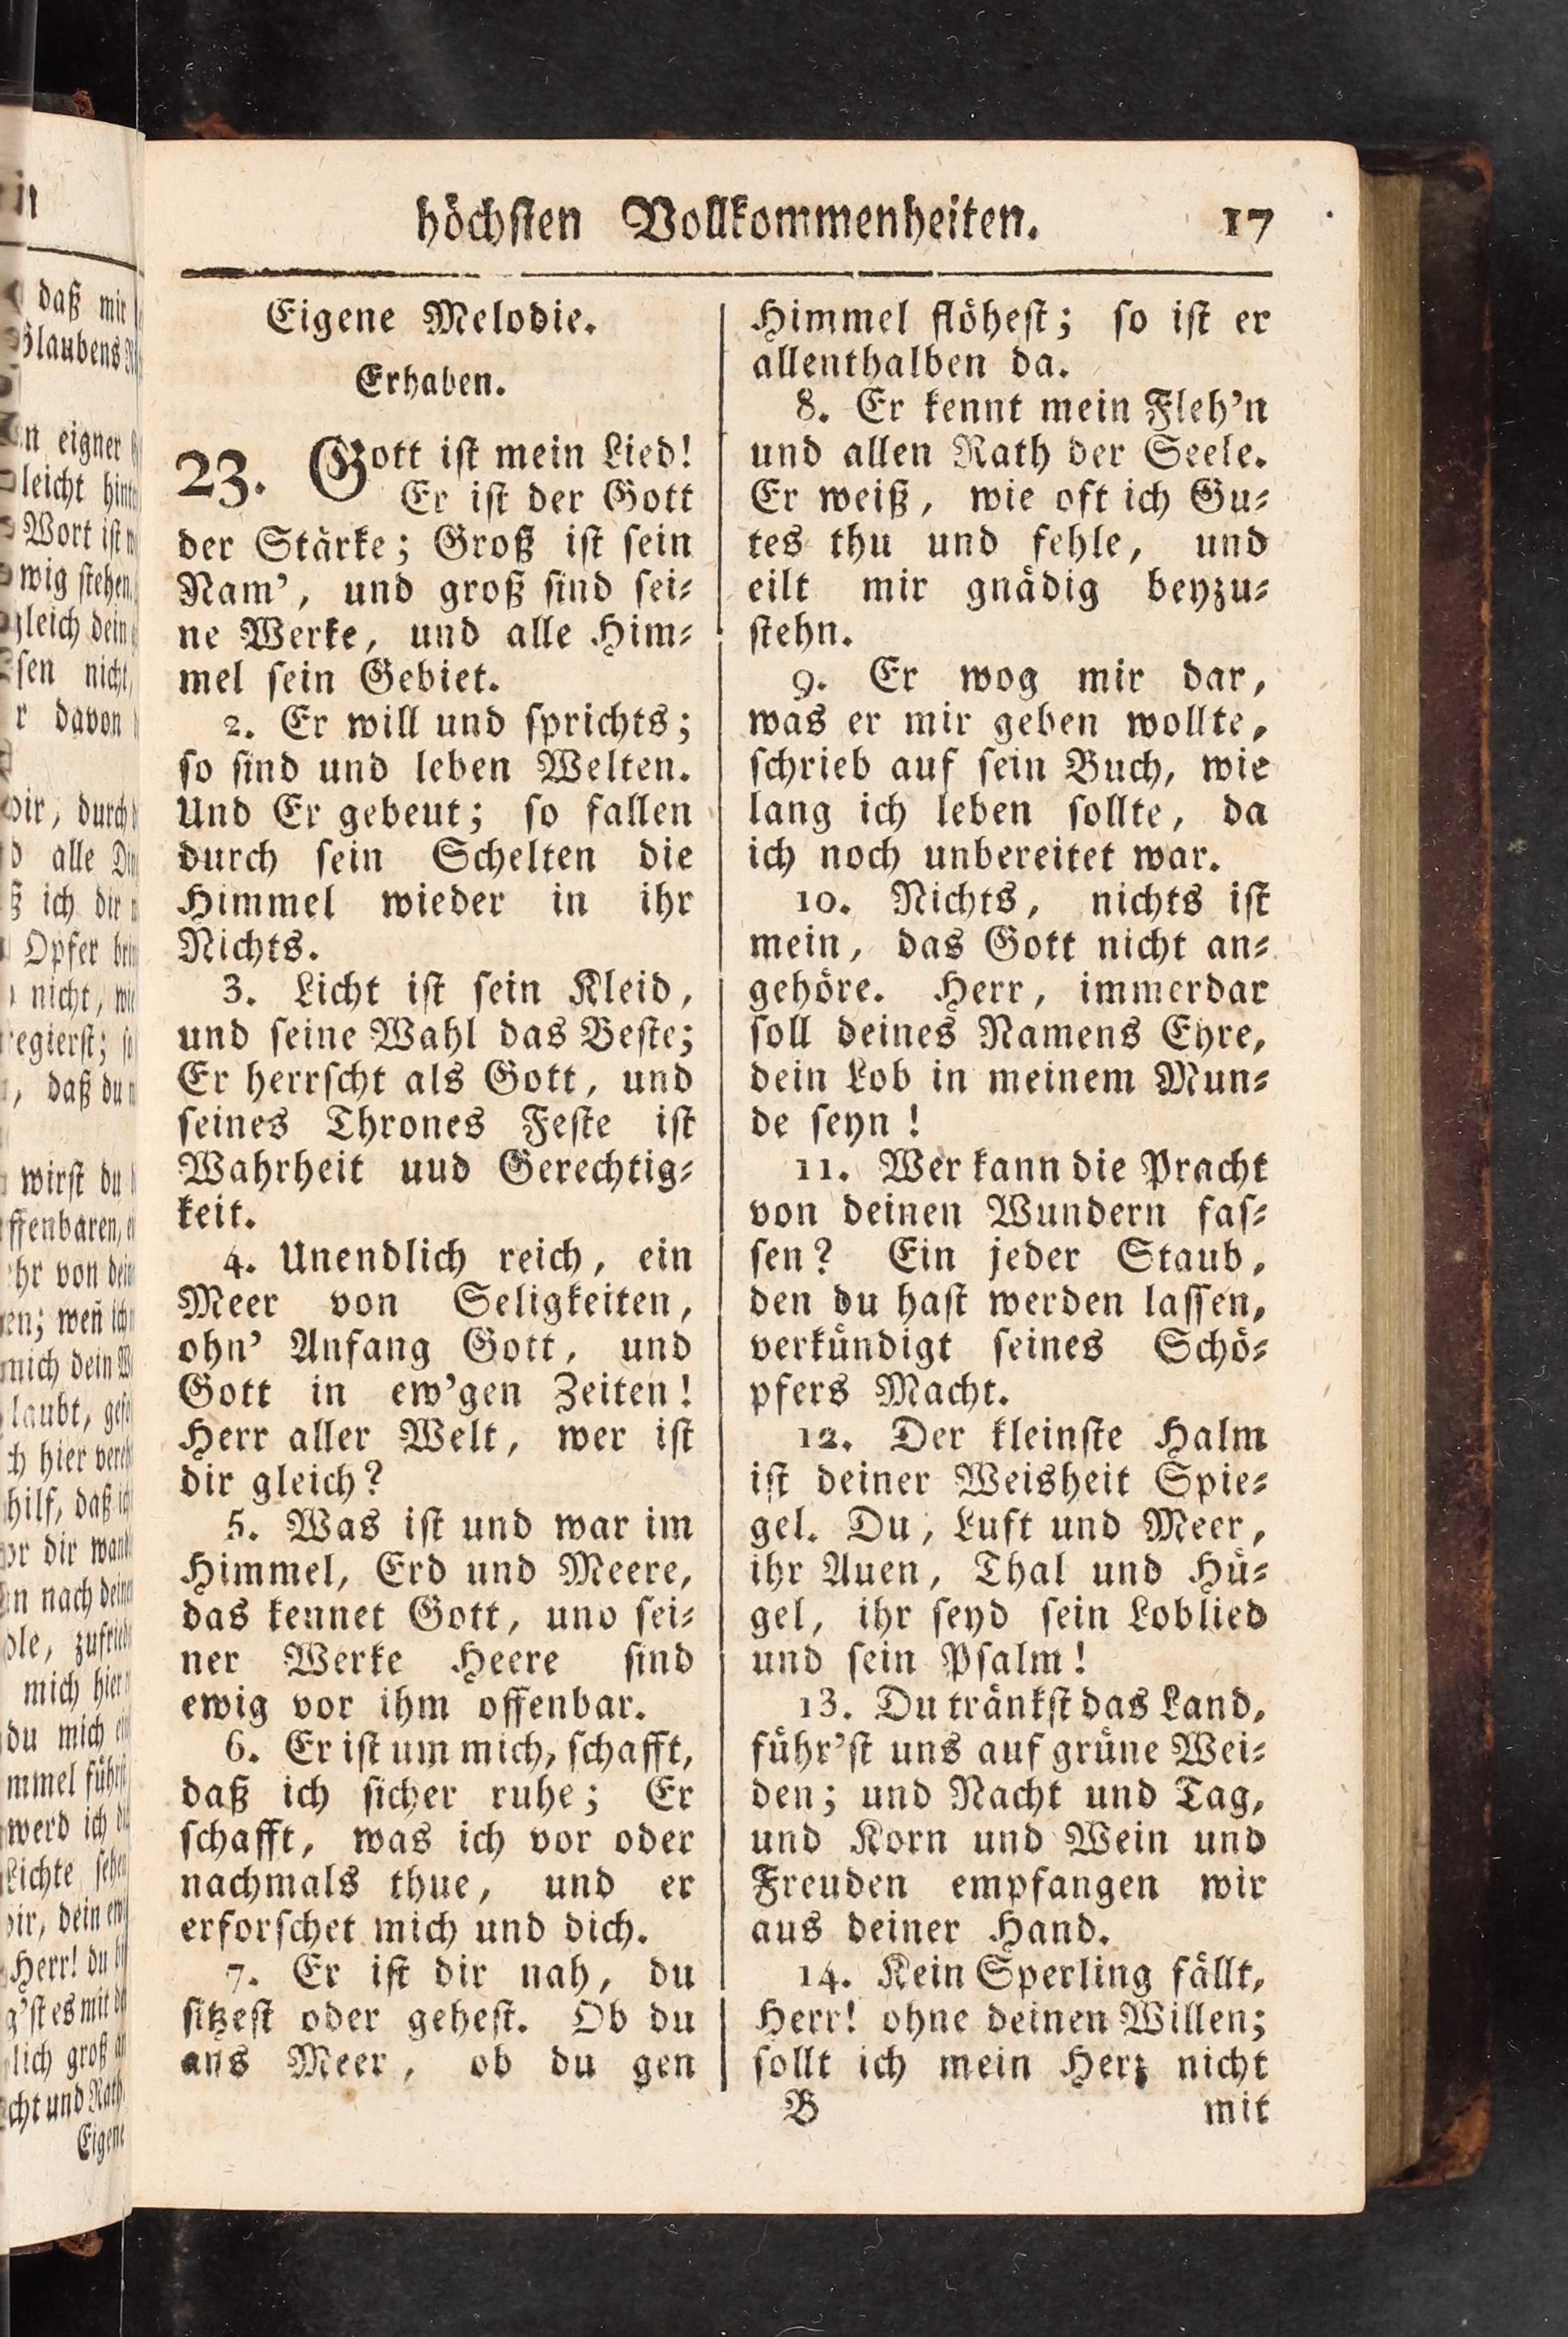 höchsten Vollkommenheiten.
17
Eigene Melodie.
Erhaben.
23. Gott ist mein Lied!
Er ist der Gott
der Stärke; Groß ist sein
Nam', und groß sind sei-
ne Werke, und alle Him-
mel sein Gebiet.
2. Er will und sprichts;
so sind und leben Welten.
Und Er gebeut; so fallen
durch sein Schelten die
Himmel wieder in ihr
Nichts.
3. Licht ist sein Kleid,
und seine Wahl das Beste;
Er herrscht als Gott, und
seines Thrones Feste ist
Wahrheit uud Gerechtig-
keit.
4. Unendlich reich, ein
Meer von Seligkeiten,
ohn' Anfang Gott, und
Gott in ew'gen Zeiten!
Herr aller Welt, wer ist
dir gleich?
5. Was ist und war im
Himmel, Erd und Meere,
das kennet Gott, und sei-
ner Werke Heere sind
ewig vor ihm offenbar.
6. Er ist um mich, schafft,
daß ich sicher ruhe; Er
schafft, was ich vor oder
nachmals thue, und er
erforschet mich und dich.
7. Er ist dir nah, du
sitzest oder gehest. Ob du
ans Meer, ob du gen
Himmel flöhest; so ist er
allenthalben da.
8. Er kennt mein Fleh'n
und allen Rath der Seele.
Er weiß, wie oft ich Gu-
tes thu und fehle, und
eilt mir gnädig beyzu-
stehn.
9. Er wog mir dar,
was er mir geben wollte,
schrieb auf sein Buch, wie
lang ich leben sollte, da
ich noch unbereitet war.
10. Nichts, nichts ist
mein, das Gott nicht an-
gehöre. Herr, immerdar
soll deines Namens Ehre,
dein Lob in meinem Mun-
de seyn!
11. Wer kann die Pracht
von deinen Wundern fas-
sen? Ein jeder Staub,
den du hast werden lassen,
verkündigt seines Schö-
pfers Macht.
12. Der kleinste Halm
ist deiner Weisheit Spie-
gel. Du, Luft und Meer,
ihr Auen, Thal und Hü-
gel, ihr seyd sein Loblied
und sein Psalm!
13. Du tränkst das Land,
führ'st uns auf grüne Wei-
den; und Nacht und Tag,
und Korn und Wein und
Freuden empfangen wir
aus deiner Hand.
14. Kein Sperling fällt,
Herr! ohne deinen Willen;
sollt ich mein Herz nicht
B
mit